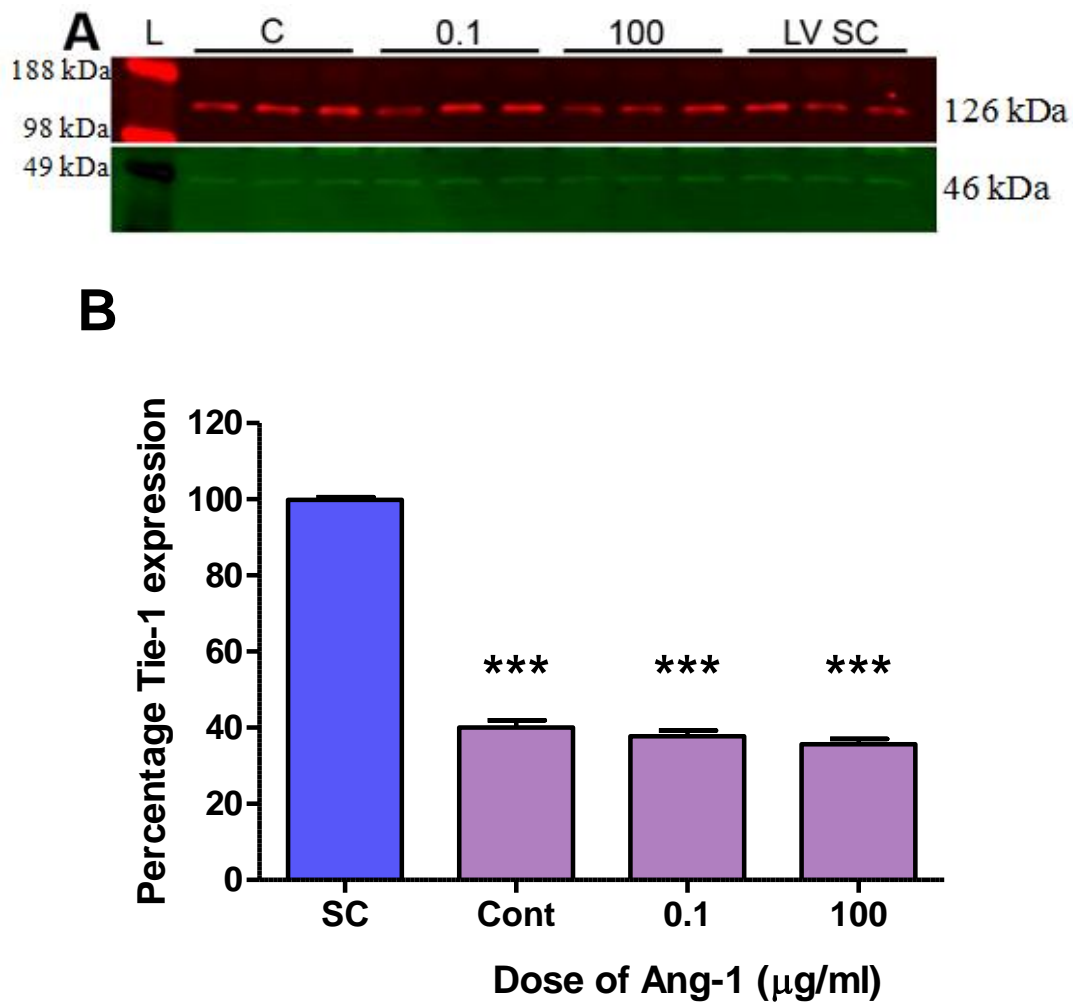 A L C 0.1 100 LV SC
188 kDa
126 kDa
98 kDa
49 kDa
46 kDa
B
Percentage Tie-1 expression
120
100
80
60
40
20
0
*** *** ***
SC Cont 0.1 100
Dose of Ang-1 (μg/ml)